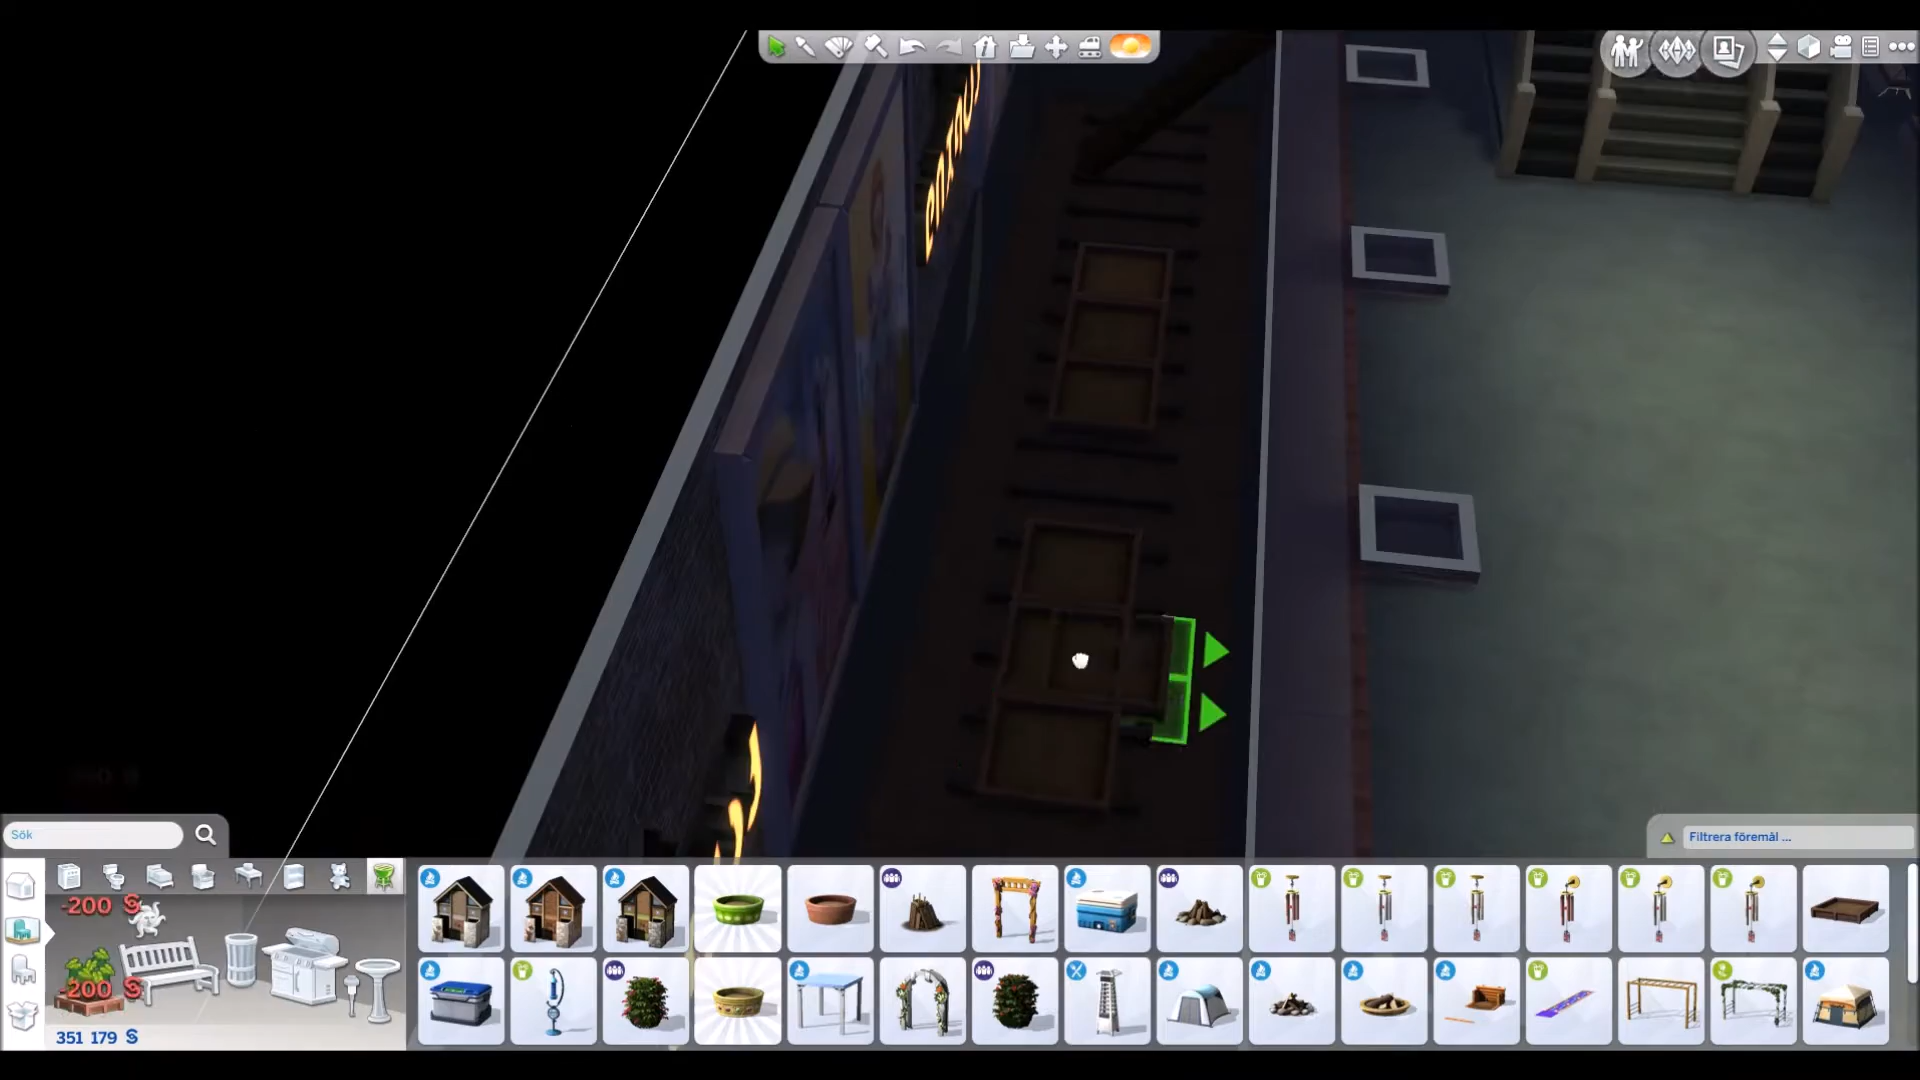 Sök
Filtrera föremål ...
-200 S
-200 S
351 179 S